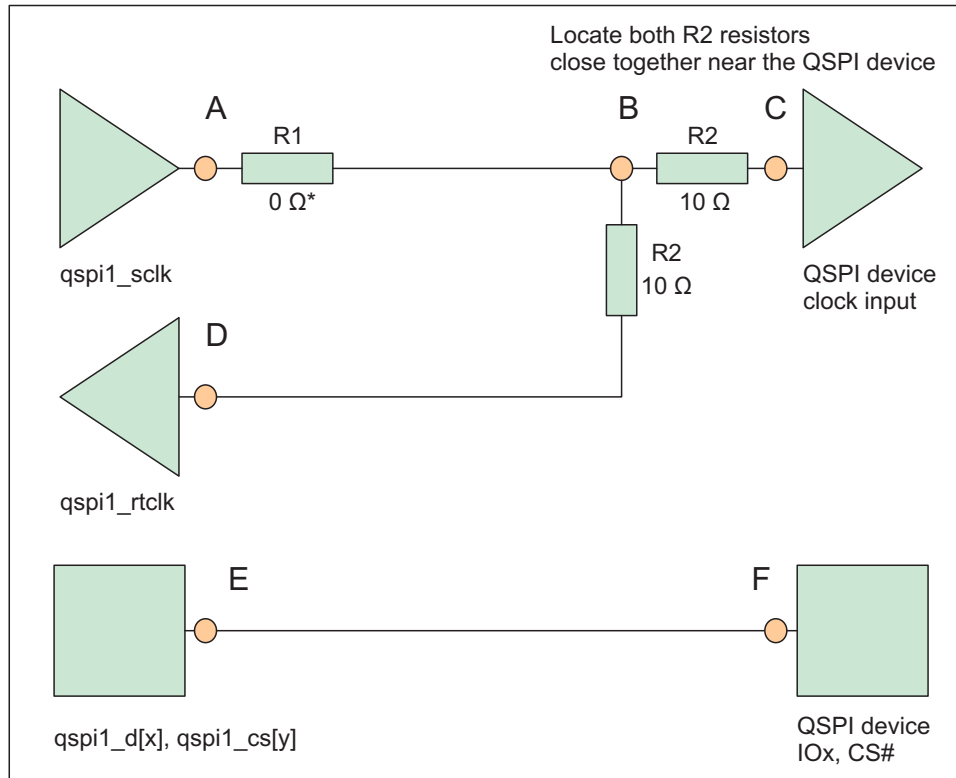 Locate both R2 resistors
close together near the QSPI device
A
B
C
R1
R2
0 Ω*
10 Ω
R2
10 Ω
qspi1_sclk
QSPI device
clock input
D
qspi1_rtclk
E
F
qspi1_d[x], qspi1_cs[y]
QSPI device
IOx, CS#